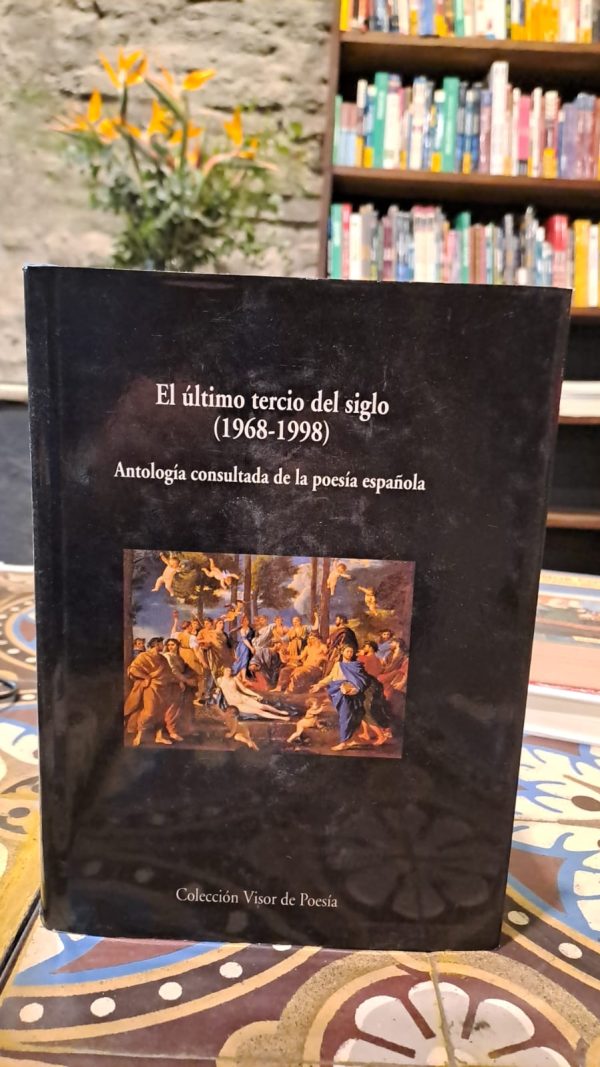 El último tercio del siglo
(1968-1998)
Antología consultada de la poesía española
Colección Visor de Poesía